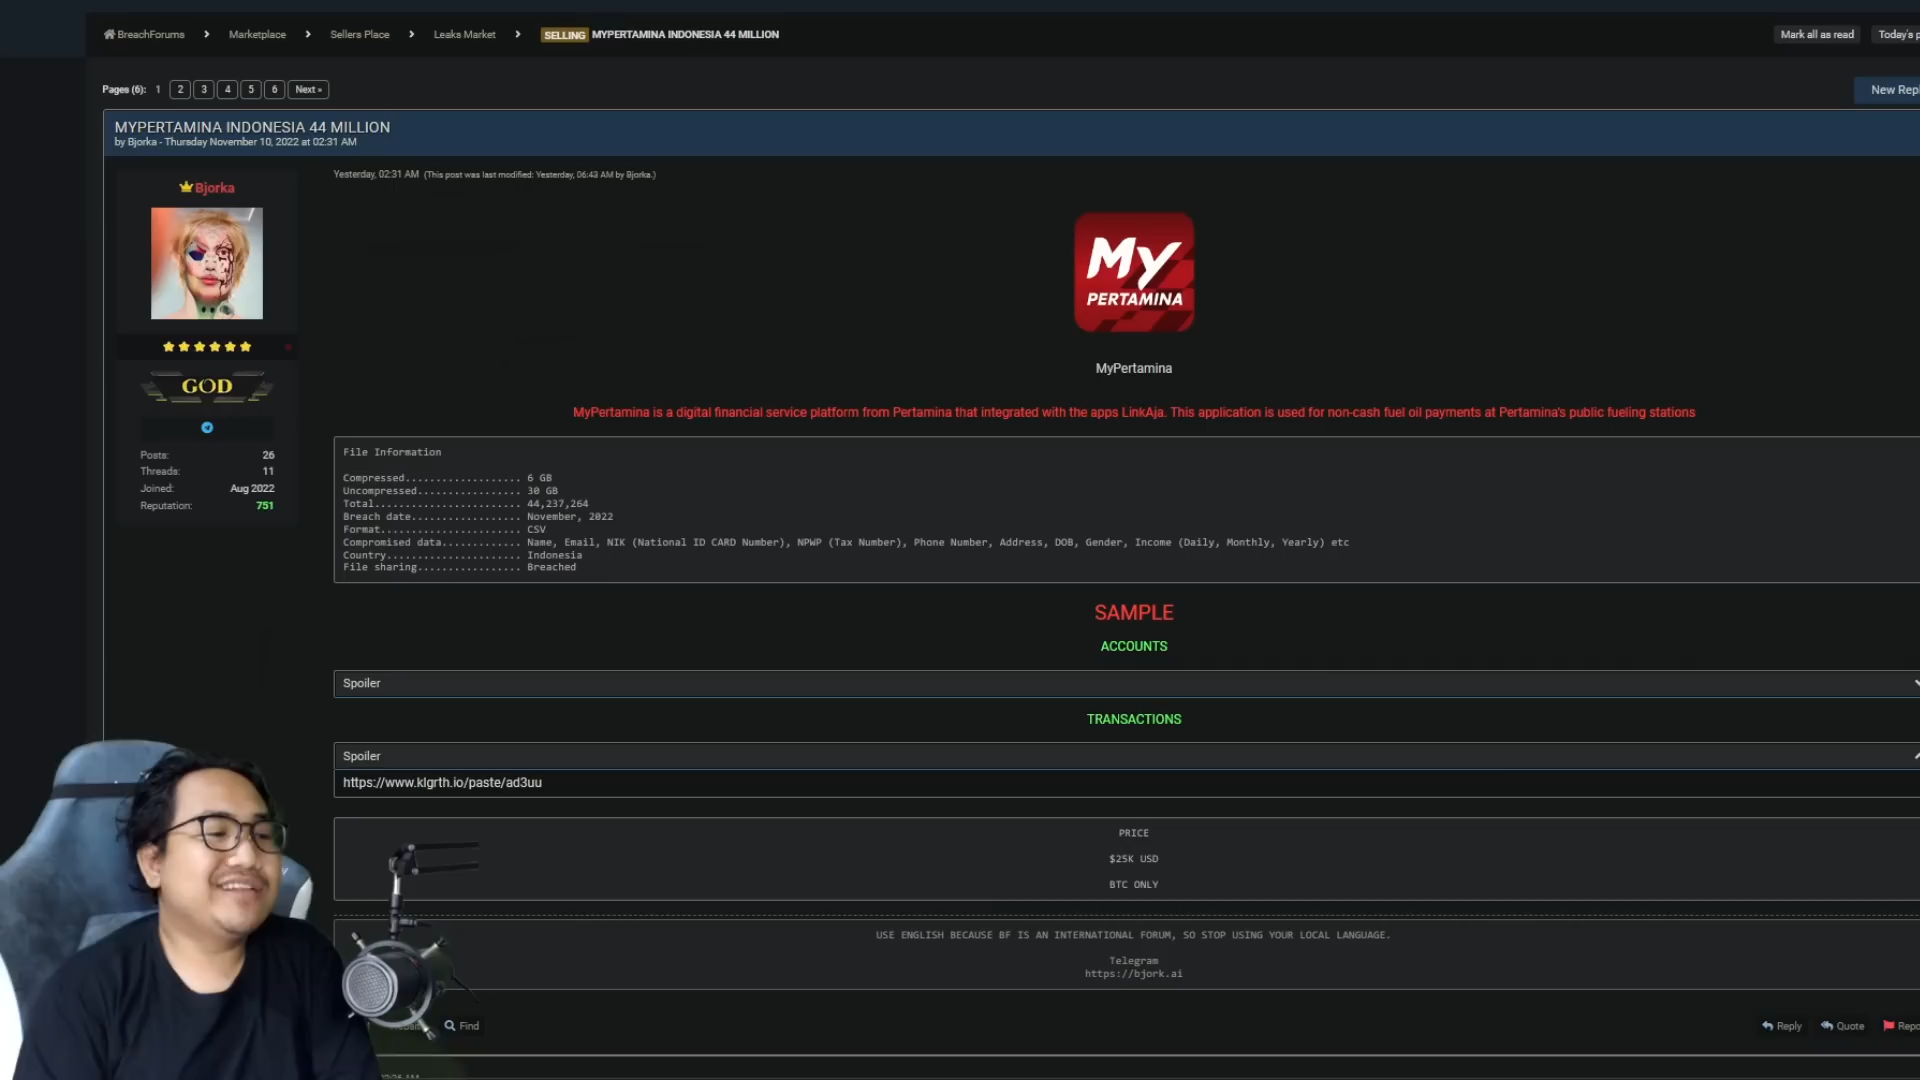 BreachForums > Marketplace > Sellers Place > Leaks Market > SELLING MYPERTAMINA INDONESIA 44 MILLION
Mark all as read
Today's
Pages (6): 1 2 3 4 5 6 Next »
New
MYPERTAMINA INDONESIA 44 MILLION
by Bjorka - Thursday November 10, 2022 at 02:31 AM
Bjorka
GOD
Posts: 26
Threads: 11
Joined: Aug 2022
Reputation: 751
Yesterday, 02:31 AM (This post was last modified: Yesterday, 06:43 AM by Bjorka.)
My
PERTAMINA
MyPertamina
MyPertamina is a digital financial service platform from Pertamina that integrated with the apps LinkAja. This application is used for non-cash fuel oil payments at Pertamina's public fueling stations
File Information
Compressed................... 6 GB
Uncompressed................. 30 GB
Total........................ 44,237,264
Breach date.................. November, 2022
Format....................... CSV
Compromised data............. Name, Email, NIK (National ID CARD Number), NPWP (Tax Number), Phone Number, Address, DOB, Gender, Income (Daily, Monthly, Yearly) etc
Country...................... Indonesia
File sharing................. Breached
SAMPLE
ACCOUNTS
Spoiler
TRANSACTIONS
Spoiler
https://www.klgrth.io/paste/ad3uu
PRICE
$25K USD
BTC ONLY
USE ENGLISH BECAUSE BF IS AN INTERNATIONAL FORUM, SO STOP USING YOUR LOCAL LANGUAGE.
Telegram
https://bjork.ai
Find
Reply
Quote